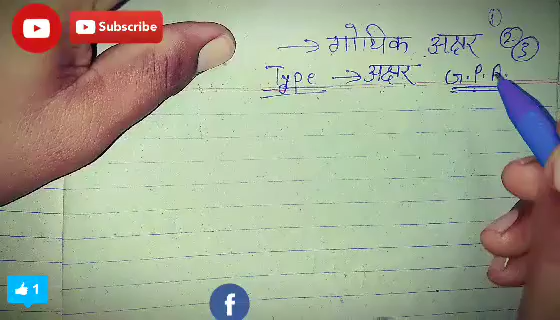 Subscribe
① ② ③
→ गोथिक अक्षर
Type → अक्षर G.P.R.
1
f